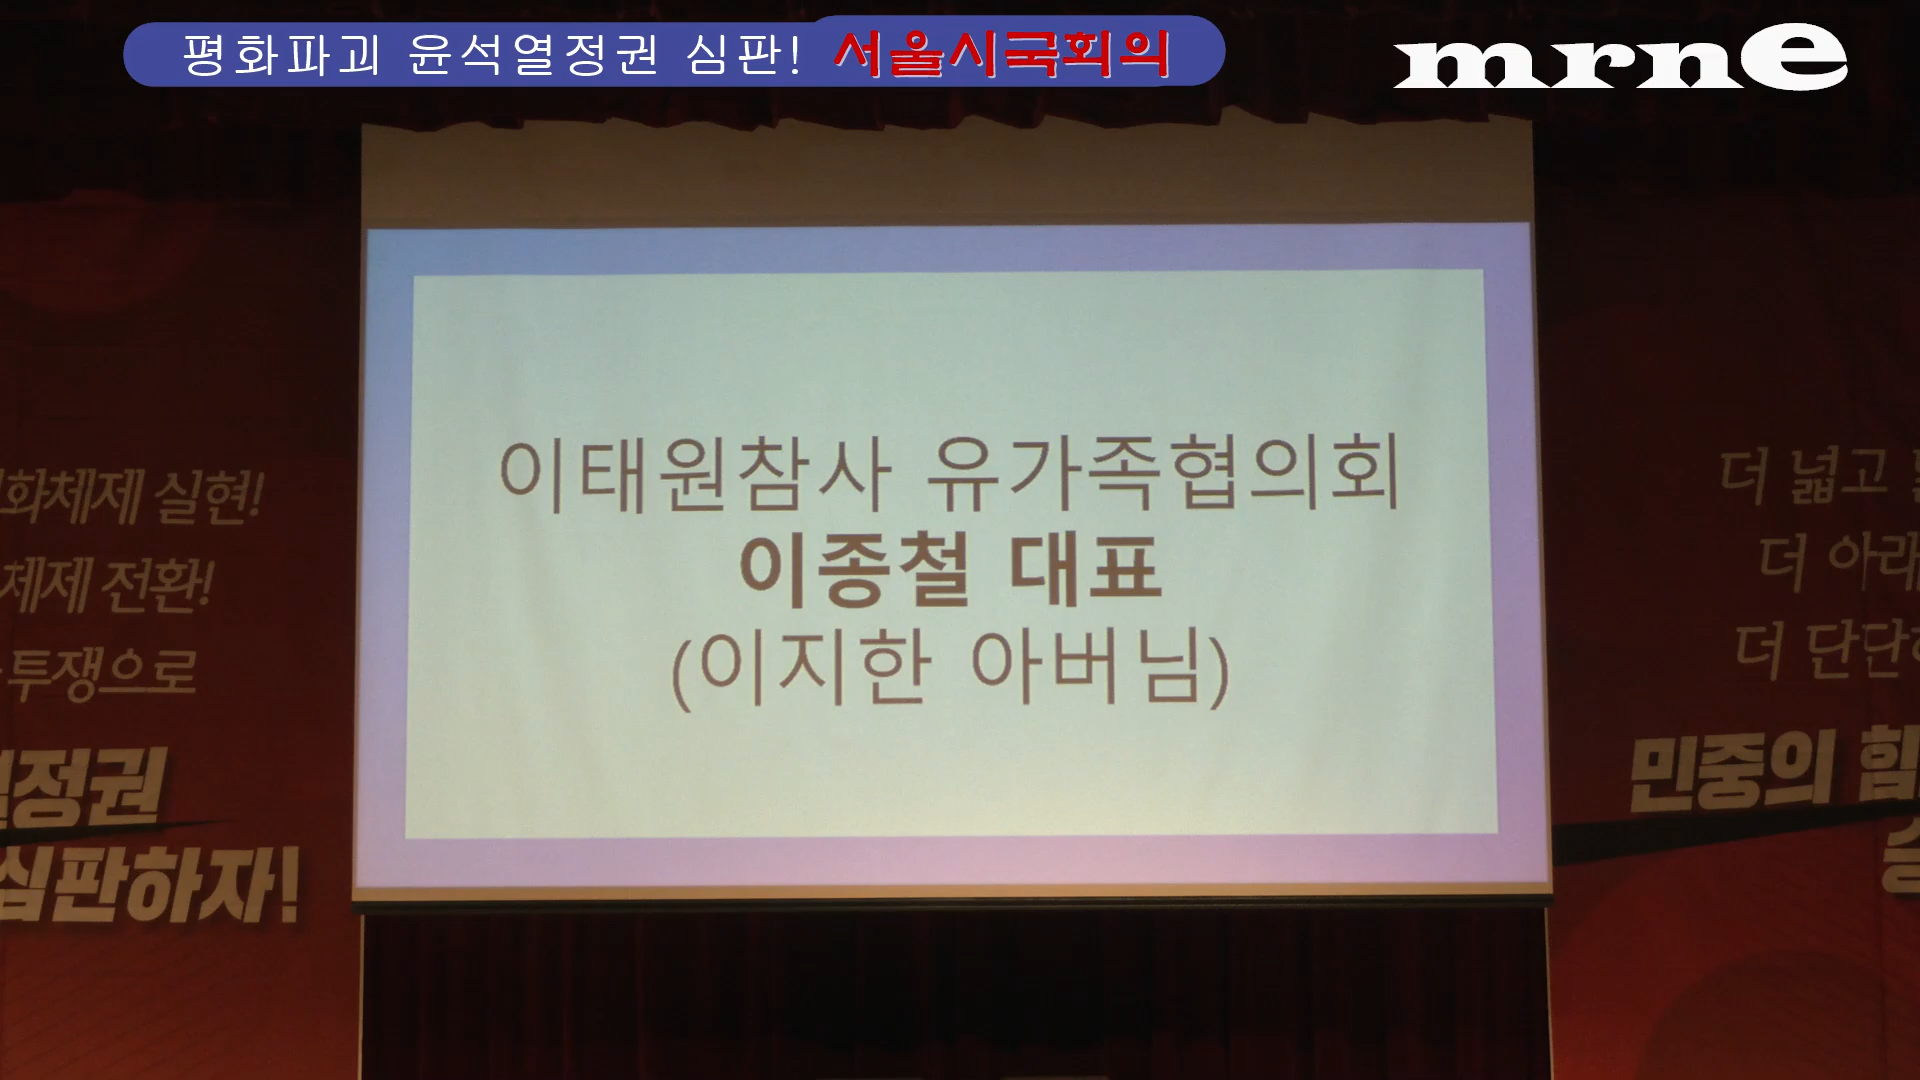 평화파괴 윤석열정권 심판! 서울시국회의
mrne
이태원참사 유가족협의회
이종철 대표
(이지한 아버님)
화체제 실현!
체제 전환!
투쟁으로
정권
심판하자!
더 넓고
더 아래
더 단단
민중의 힘